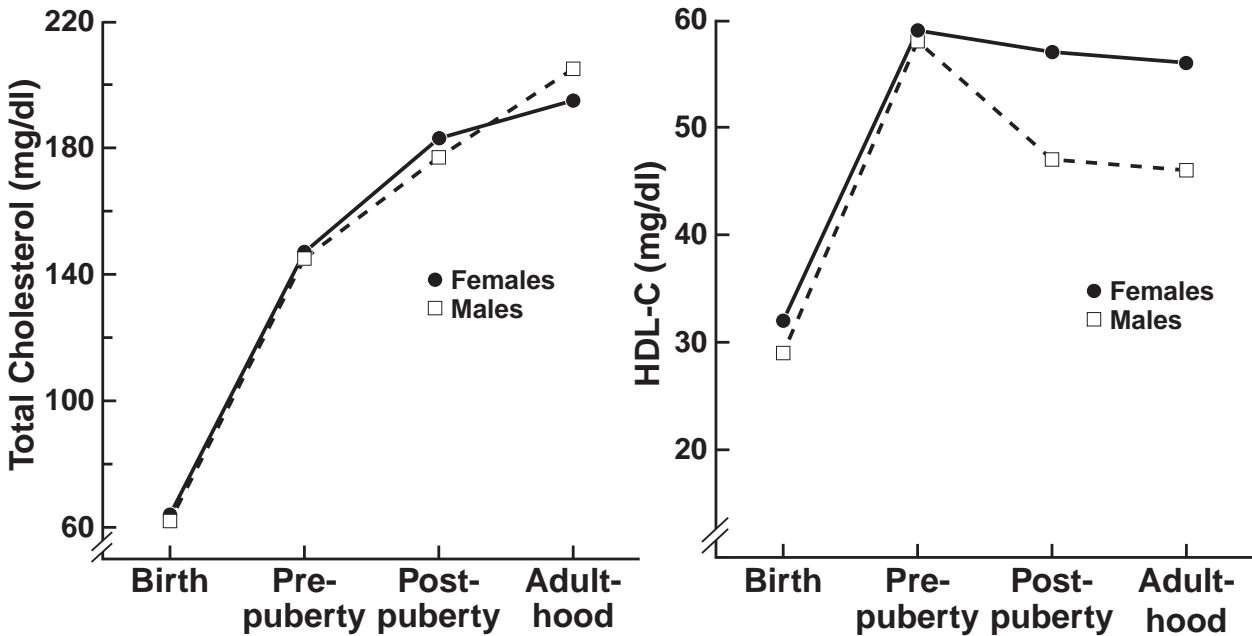 Total Cholesterol (mg/dl)
220
180
140
100
60
Females
Males
Birth
Pre-
puberty
Post-
puberty
Adult-
hood
HDL-C (mg/dl)
60
50
40
30
20
Females
Males
Birth
Pre-
puberty
Post-
puberty
Adult-
hood